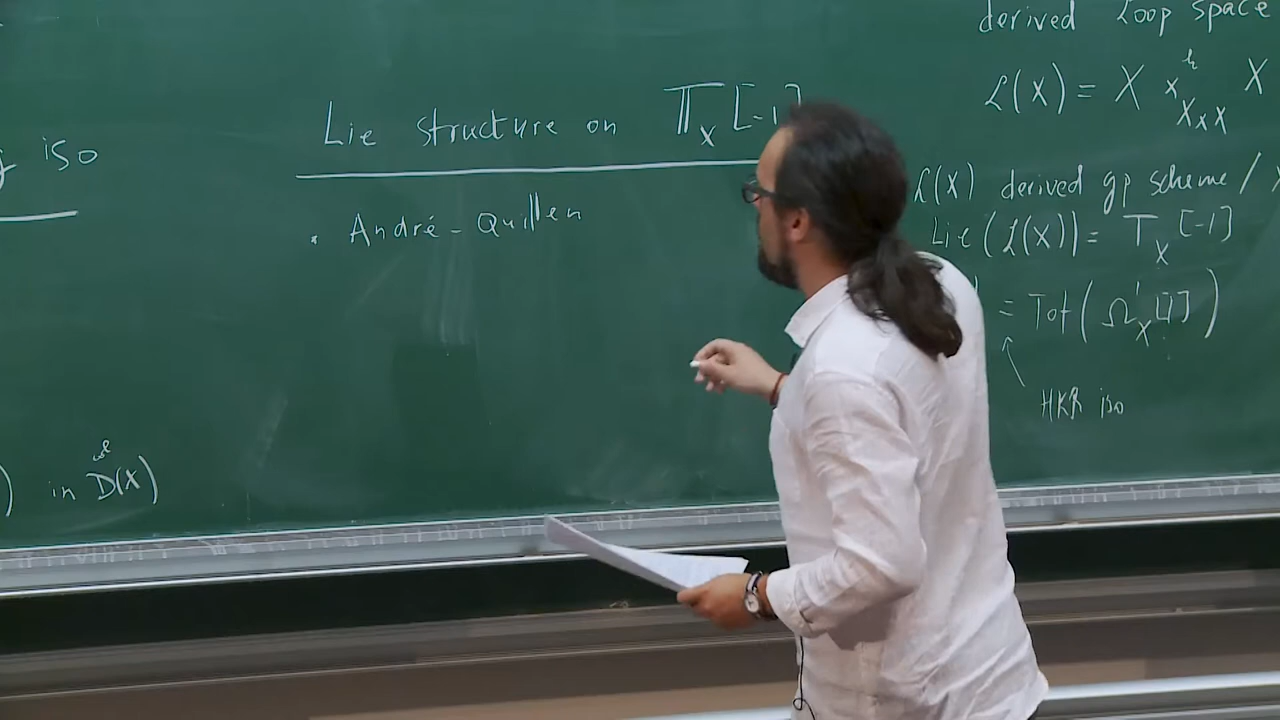 iso
) in D(X)
Lie structure on 𝕋_X[-1]
· André-Quillen
derived loop space
ℒ(X) = X ×^h_{X×X} X
ℒ(X) derived gp scheme / X
Lie(ℒ(X)) = 𝕋_X[-1]
= Tot(Ω¹_X[1])
HKR iso